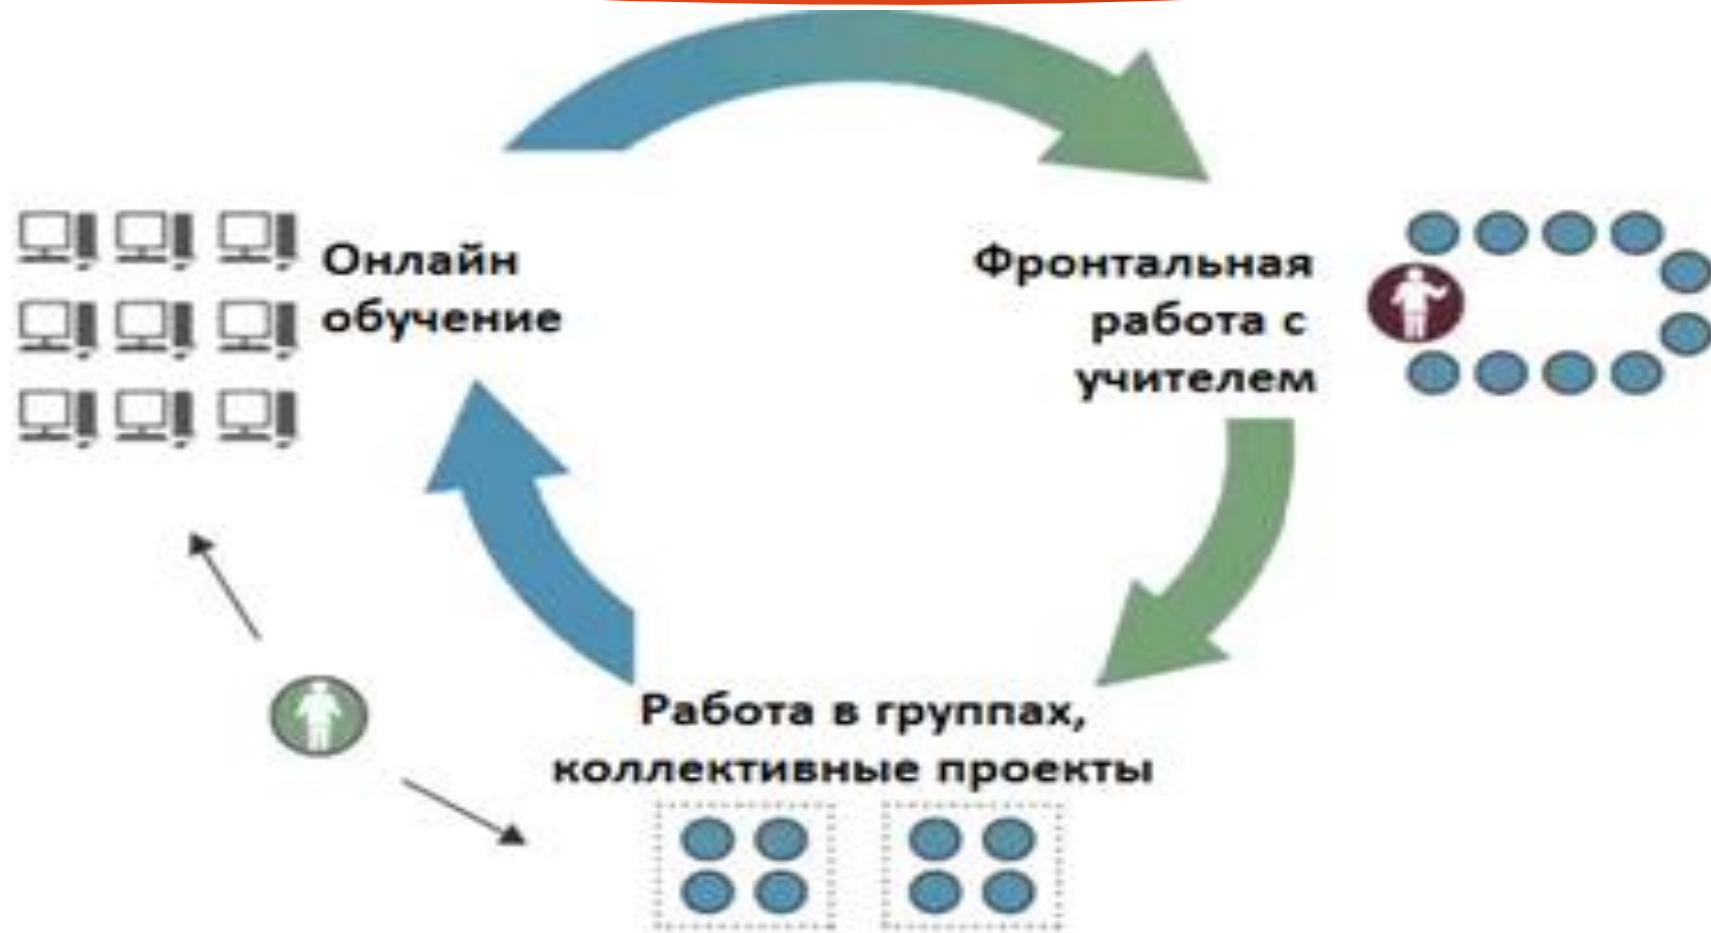 Онлайн
обучение
Фронтальная
работа с
учителем
Работа в группах,
коллективные проекты